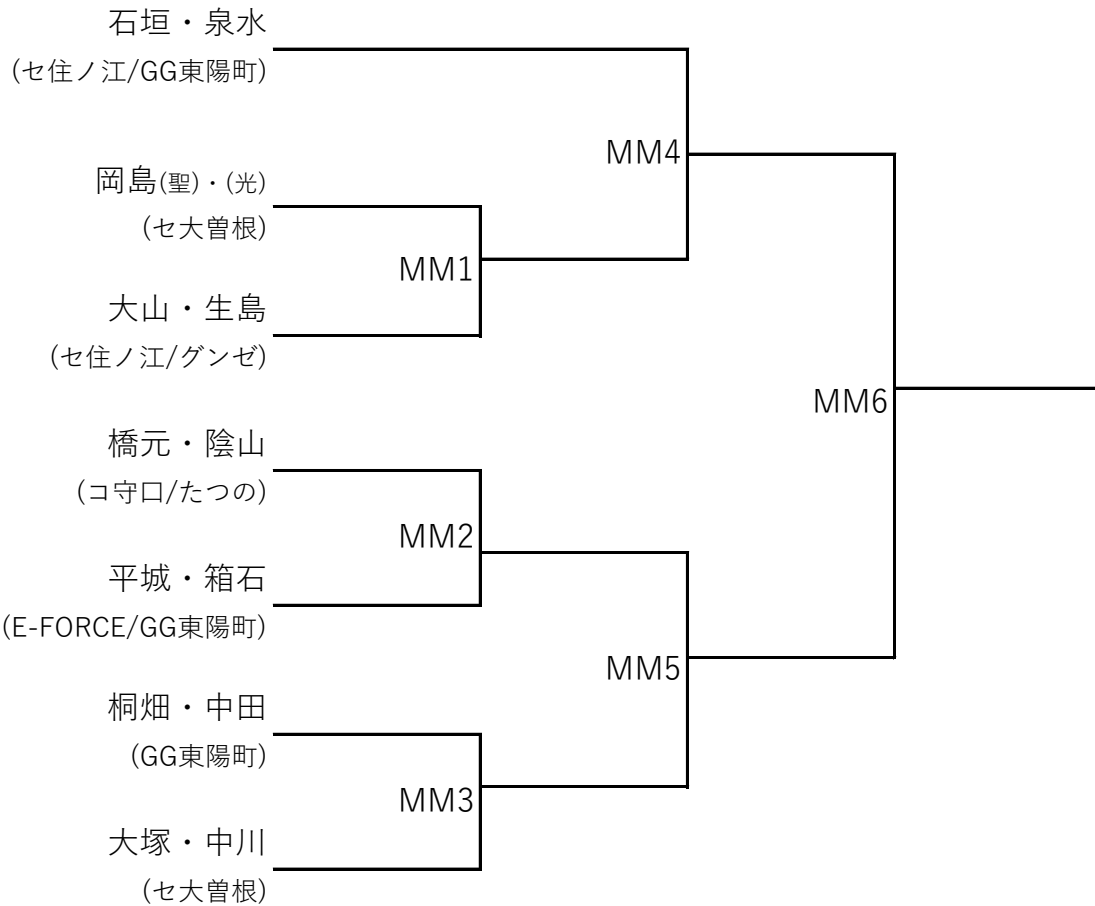 石垣・泉水
(セ住ノ江/GG東陽町)
MM4
岡島(聖)・(光)
(セ大曽根)
MM1
大山・生島
(セ住ノ江/グンゼ)
MM6
橋元・陰山
(コ守口/たつの)
MM2
平城・箱石
(E-FORCE/GG東陽町)
MM5
桐畑・中田
(GG東陽町)
MM3
大塚・中川
(セ大曽根)